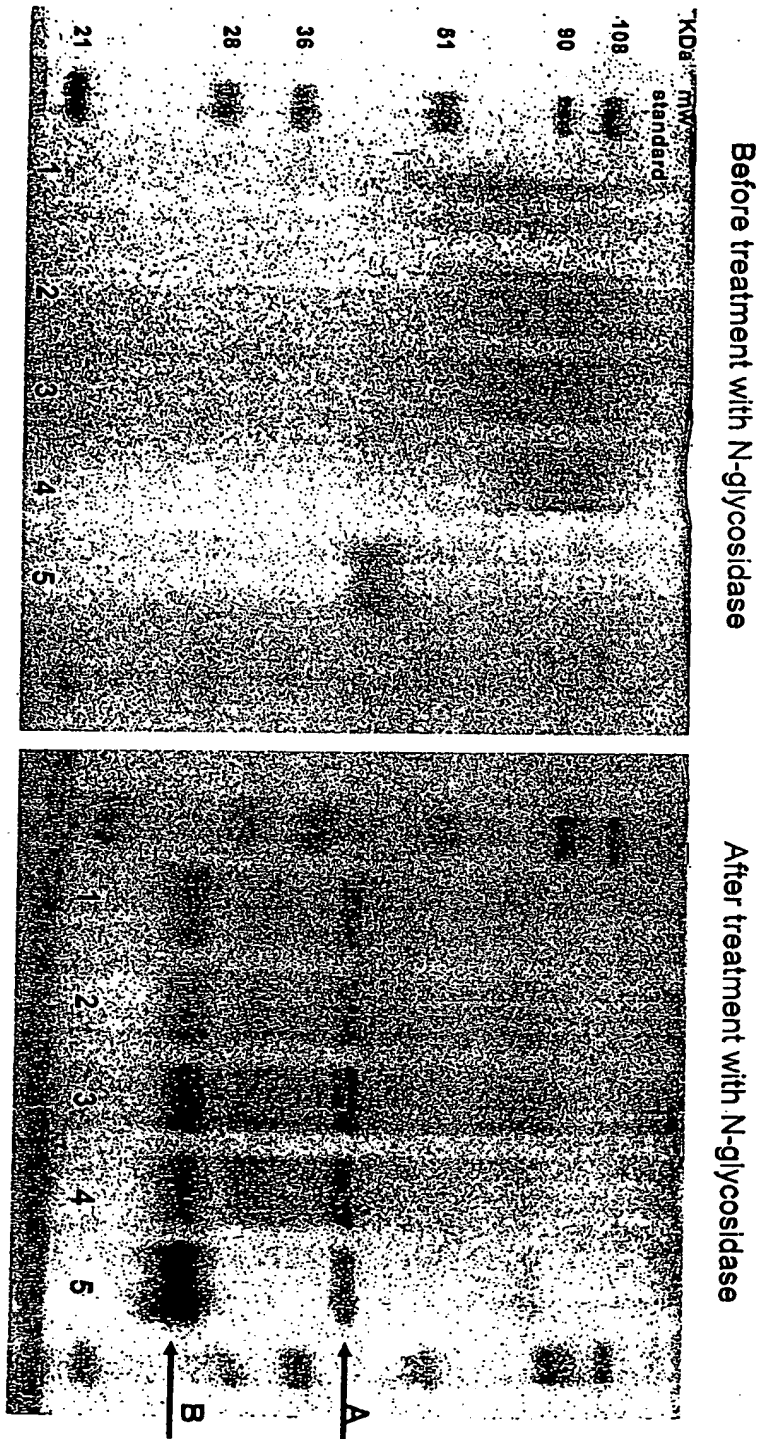 Before treatment with N-glycosidase
KDa mw
standard
108
90
51
36
28
21
1 2 3 4 5
After treatment with N-glycosidase
A
B
1 2 3 4 5